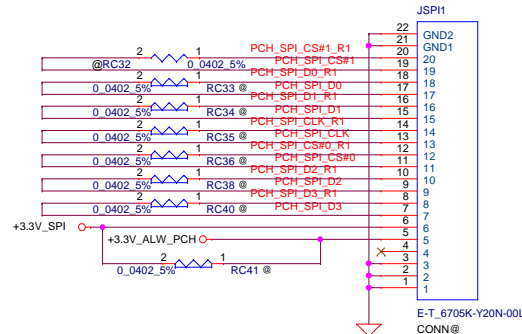 JSPI1
22 GND2
21 GND1
2 1 PCH_SPI_CS#1_R1 20 20
@RC32 0_0402_5% PCH_SPI_CS#1 19 19
2 1 PCH_SPI_D0_R1 18 18
0_0402_5% RC33 @ PCH_SPI_D0 17 17
2 1 PCH_SPI_D1_R1 16 16
0_0402_5% RC34 @ PCH_SPI_D1 15 15
2 1 PCH_SPI_CLK_R1 14 14
0_0402_5% RC35 @ PCH_SPI_CLK 13 13
2 1 PCH_SPI_CS#0_R1 12 12
0_0402_5% RC36 @ PCH_SPI_CS#0 11 11
2 1 PCH_SPI_D2_R1 10 10
0_0402_5% RC38 @ PCH_SPI_D2 9 9
2 1 PCH_SPI_D3_R1 8 8
0_0402_5% RC40 @ PCH_SPI_D3 7 7
+3.3V_SPI 6 6
+3.3V_ALW_PCH 5 5
4 4
2 1 3 3
0_0402_5% RC41 @ 2 2
1 1
E-T_6705K-Y20N-00L
CONN@